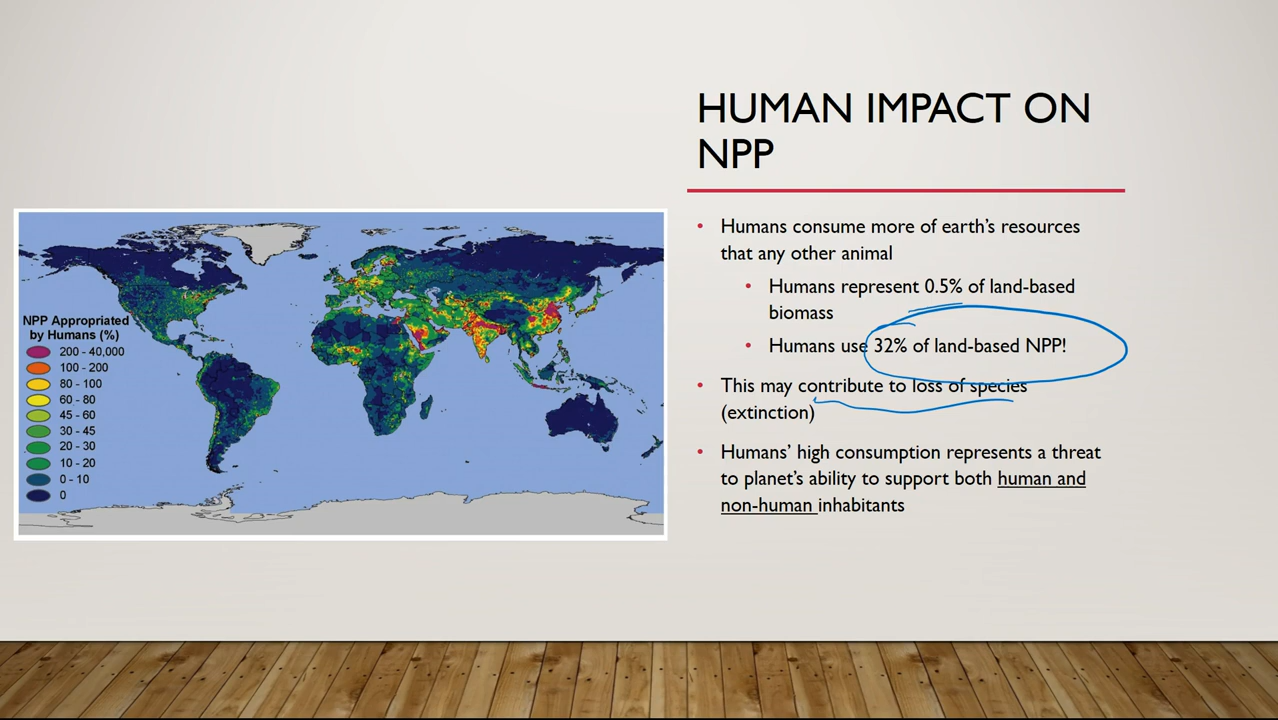 HUMAN IMPACT ON
NPP
Humans consume more of earth's resources
that any other animal
Humans represent 0.5% of land-based
biomass
Humans use 32% of land-based NPP!
This may contribute to loss of species
(extinction)
Humans' high consumption represents a threat
to planet's ability to support both human and
non-human inhabitants
NPP Appropriated
by Humans (%)
200 - 40,000
100 - 200
80 - 100
60 - 80
45 - 60
30 - 45
20 - 30
10 - 20
0 - 10
0